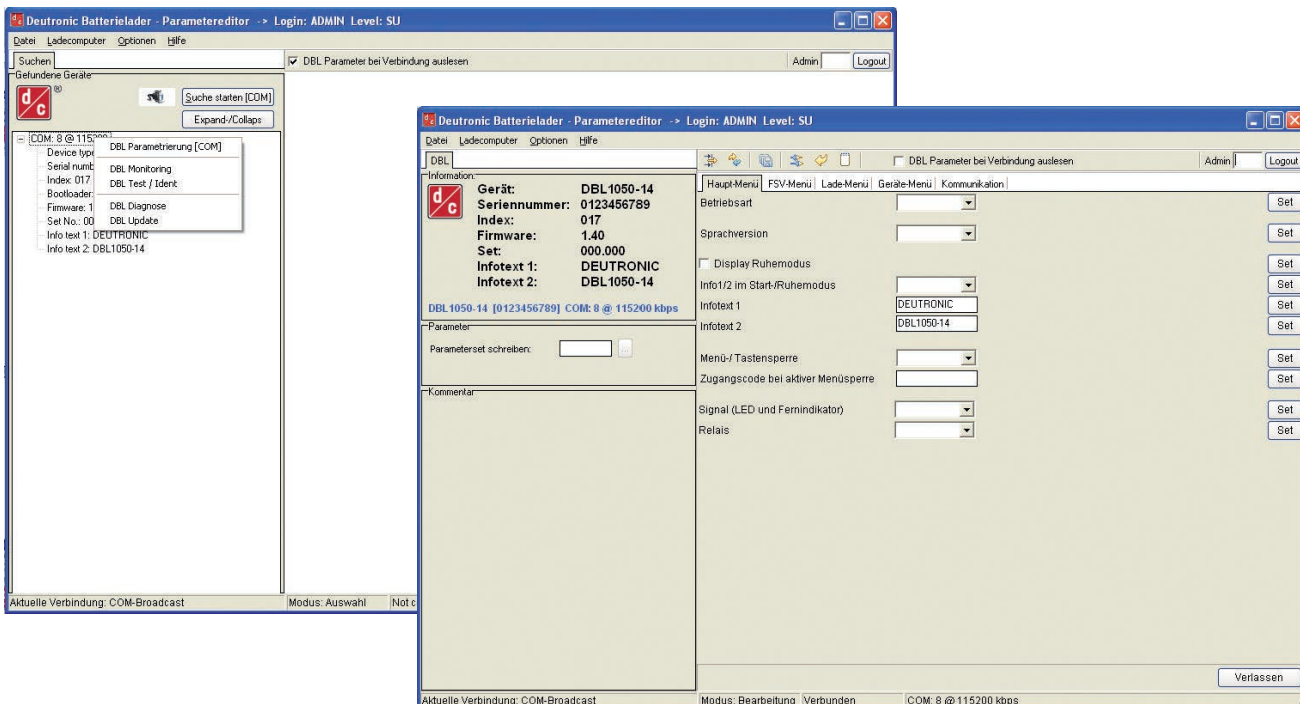 Deutronic Batterielader - Parametereditor -> Login: ADMIN Level: SU
Datei Ladecomputer Optionen Hilfe
Suchen
DBL Parameter bei Verbindung auslesen
Admin
Logout
Gefundene Geräte
d/c ®
Suche starten [COM]
Expand-/Collaps
COM: 8 @ 115200
Device type
Serial numb
Index: 017
Bootloader:
Firmware: 1
Set No.: 00
Info text 1: DEUTRONIC
Info text 2: DBL1050-14
DBL Parametrierung [COM]
DBL Monitoring
DBL Test / Ident
DBL Diagnose
DBL Update
Aktuelle Verbindung: COM-Broadcast
Modus: Auswahl
Not c
Deutronic Batterielader - Parametereditor -> Login: ADMIN Level: SU
Datei Ladecomputer Optionen Hilfe
DBL
DBL Parameter bei Verbindung auslesen
Admin
Logout
Information
d/c
Gerät: DBL1050-14
Seriennummer: 0123456789
Index: 017
Firmware: 1.40
Set: 000.000
Infotext 1: DEUTRONIC
Infotext 2: DBL1050-14
DBL1050-14 [0123456789] COM: 8 @ 115200 kbps
Parameter
Parameterset schreiben:
...
Kommentar
Haupt-Menü FSV-Menü Lade-Menü Geräte-Menü Kommunikation
Betriebsart Set
Sprachversion Set
Display Ruhemodus Set
Info1/2 im Start-/Ruhemodus Set
Infotext 1 DEUTRONIC Set
Infotext 2 DBL1050-14 Set
Menü-/ Tastensperre Set
Zugangscode bei aktiver Menüsperre Set
Signal (LED und Fernindikator) Set
Relais Set
Verlassen
Aktuelle Verbindung: COM-Broadcast
Modus: Bearbeitung
Verbunden
COM: 8 @ 115200 kbps